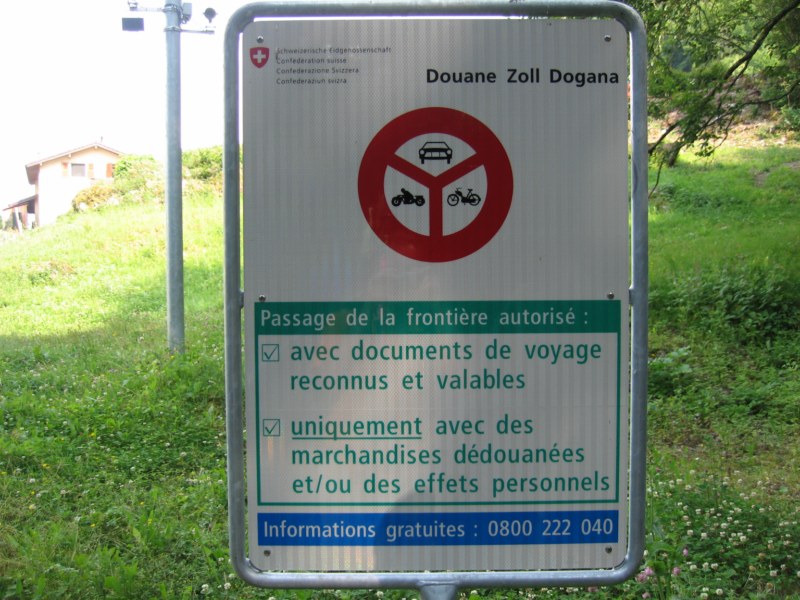 Schweizerische Eidgenossenschaft
Confédération suisse
Confederazione Svizzera
Confederaziun svizra
Douane Zoll Dogana
Passage de la frontière autorisé :
avec documents de voyage
reconnus et valables
uniquement avec des
marchandises dédouanées
et/ou des effets personnels
Informations gratuites : 0800 222 040